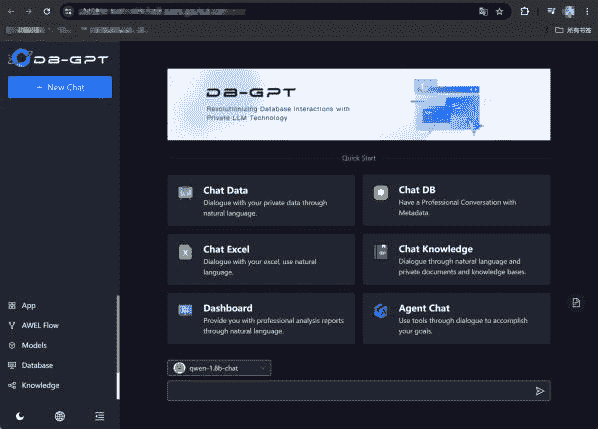 所有书签
DB-GPT
+ New Chat
DB-GPT
Revolutionizing Database Interactions with
Private LLM Technology
Quick Start
Chat Data
Dialogue with your private data through
natural language.
Chat DB
Have a Professional Conversation with
Metadata.
Chat Excel
Dialogue with your excel, use natural
language.
Chat Knowledge
Dialogue through natural language and
private documents and knowledge bases.
Dashboard
Provide you with professional analysis reports
through natural language.
Agent Chat
Use tools through dialogue to accomplish
your goals.
App
AWEL Flow
Models
Database
Knowledge
qwen-1.8b-chat